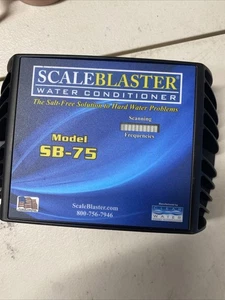 SCALEBLASTER®
WATER CONDITIONER
The Salt-Free Solution to Hard Water Problems
Scanning
Frequencies
Model
SB-75
ScaleBlaster.com
800-756-7946
WATER